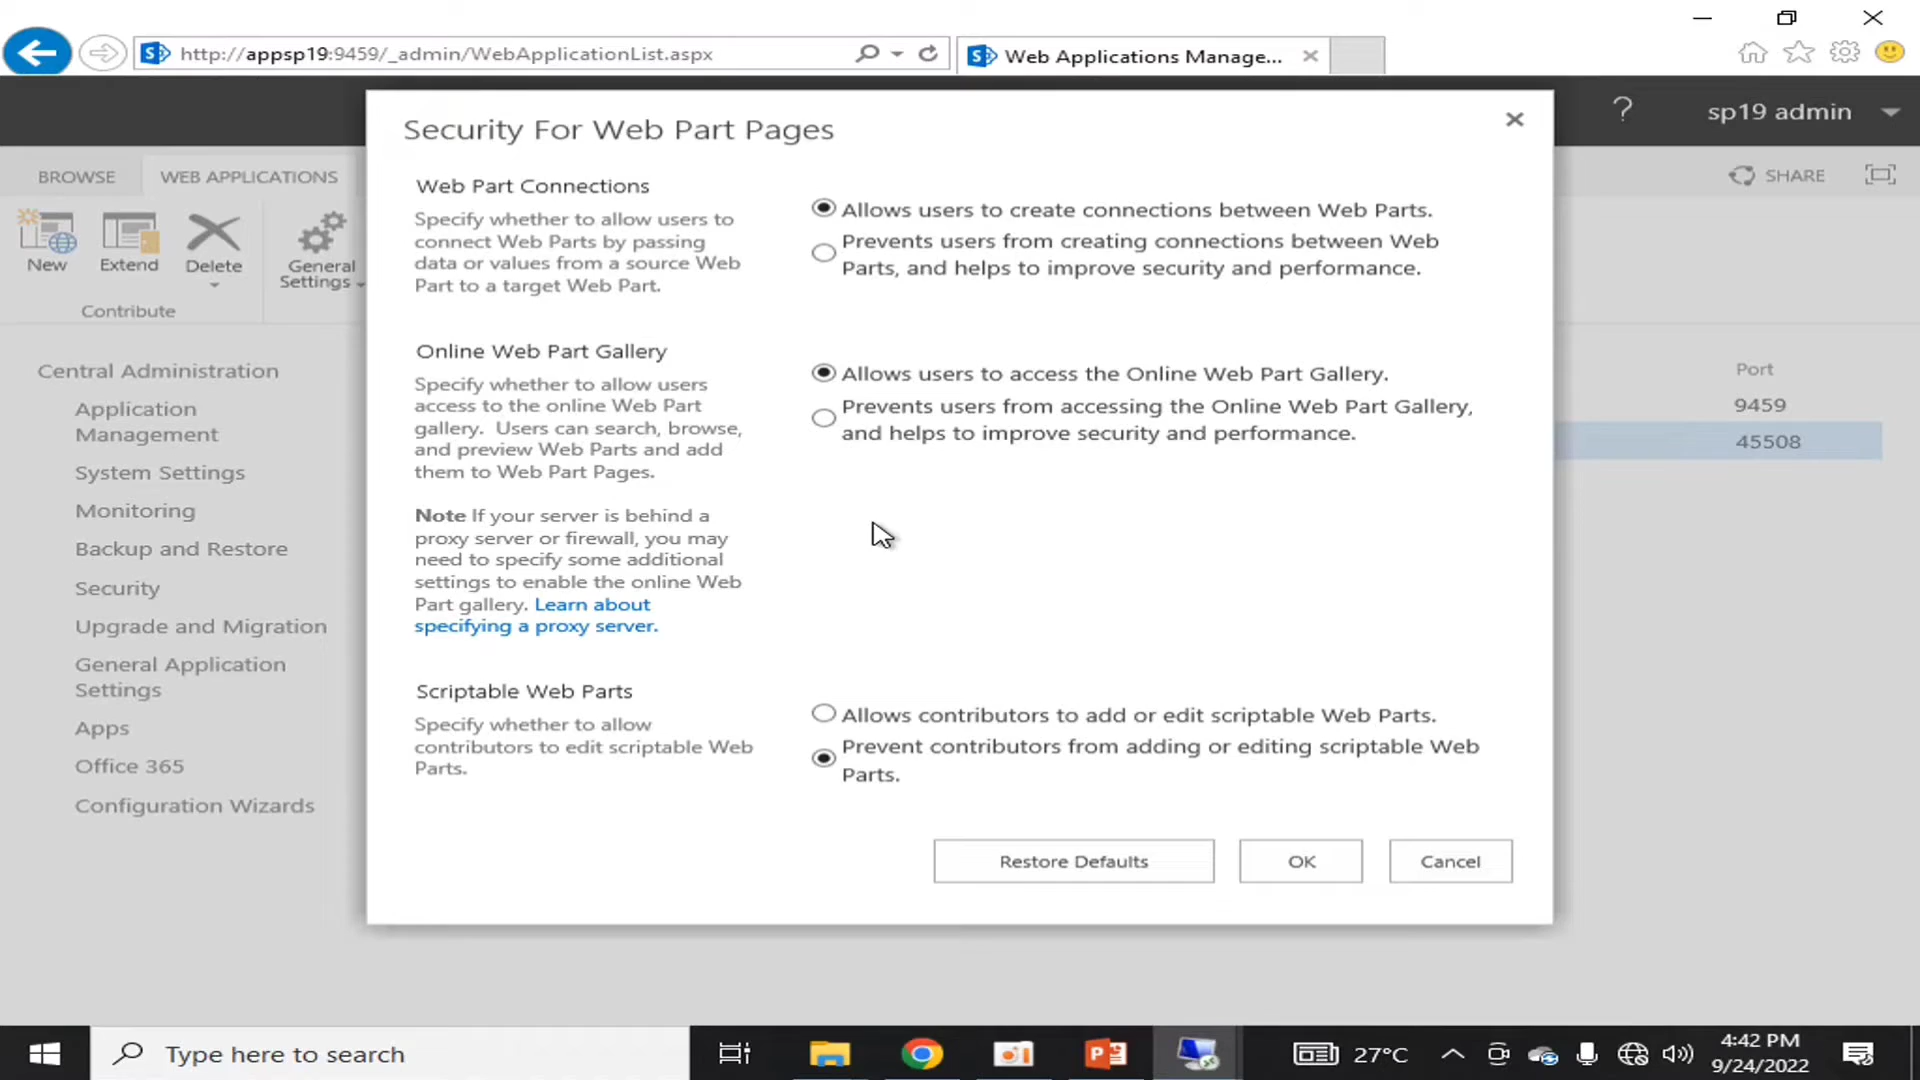 http://appsp19:9459/_admin/WebApplicationList.aspx
Web Applications Manage...
sp19 admin
BROWSE
WEB APPLICATIONS
SHARE
New
Extend
Delete
General
Settings
Contribute
Central Administration
Application
Management
System Settings
Monitoring
Backup and Restore
Security
Upgrade and Migration
General Application
Settings
Apps
Office 365
Configuration Wizards
Security For Web Part Pages
Web Part Connections
Specify whether to allow users to
connect Web Parts by passing
data or values from a source Web
Part to a target Web Part.
Allows users to create connections between Web Parts.
Prevents users from creating connections between Web
Parts, and helps to improve security and performance.
Online Web Part Gallery
Specify whether to allow users
access to the online Web Part
gallery. Users can search, browse,
and preview Web Parts and add
them to Web Part Pages.
Note If your server is behind a
proxy server or firewall, you may
need to specify some additional
settings to enable the online Web
Part gallery. Learn about
specifying a proxy server.
Allows users to access the Online Web Part Gallery.
Prevents users from accessing the Online Web Part Gallery,
and helps to improve security and performance.
Scriptable Web Parts
Specify whether to allow
contributors to edit scriptable Web
Parts.
Allows contributors to add or edit scriptable Web Parts.
Prevent contributors from adding or editing scriptable Web
Parts.
Restore Defaults
OK
Cancel
Port
9459
45508
Type here to search
27°C
4:42 PM
9/24/2022